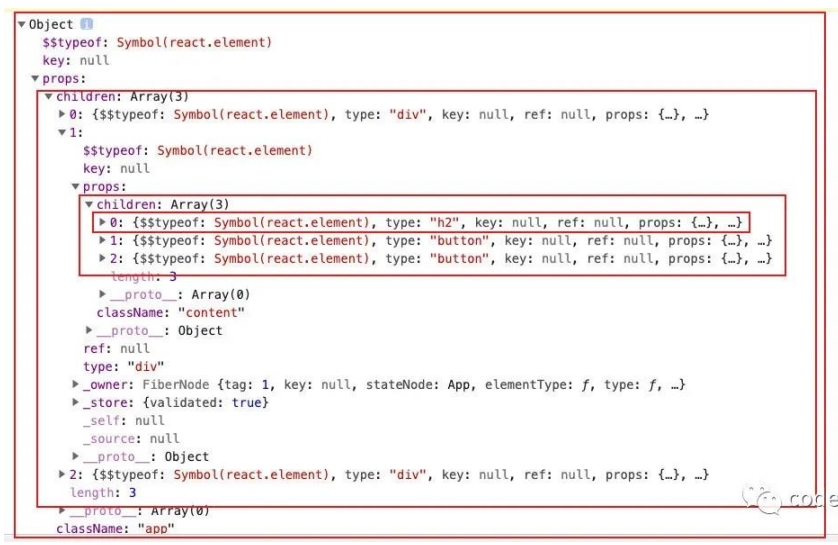 ▼Object i
$$typeof: Symbol(react.element)
key: null
▼props:
▼children: Array(3)
▶0: {$$typeof: Symbol(react.element), type: "div", key: null, ref: null, props: {…}, …}
▼1:
$$typeof: Symbol(react.element)
key: null
▼props:
▼children: Array(3)
▶0: {$$typeof: Symbol(react.element), type: "h2", key: null, ref: null, props: {…}, …}
▶1: {$$typeof: Symbol(react.element), type: "button", key: null, ref: null, props: {…}, …}
▶2: {$$typeof: Symbol(react.element), type: "button", key: null, ref: null, props: {…}, …}
length: 3
▶__proto__: Array(0)
className: "content"
▶__proto__: Object
ref: null
type: "div"
▶_owner: FiberNode {tag: 1, key: null, stateNode: App, elementType: ƒ, type: ƒ, …}
▶_store: {validated: true}
_self: null
_source: null
▶__proto__: Object
▶2: {$$typeof: Symbol(react.element), type: "div", key: null, ref: null, props: {…}, …}
length: 3
code
▶__proto__: Array(0)
className: "app"